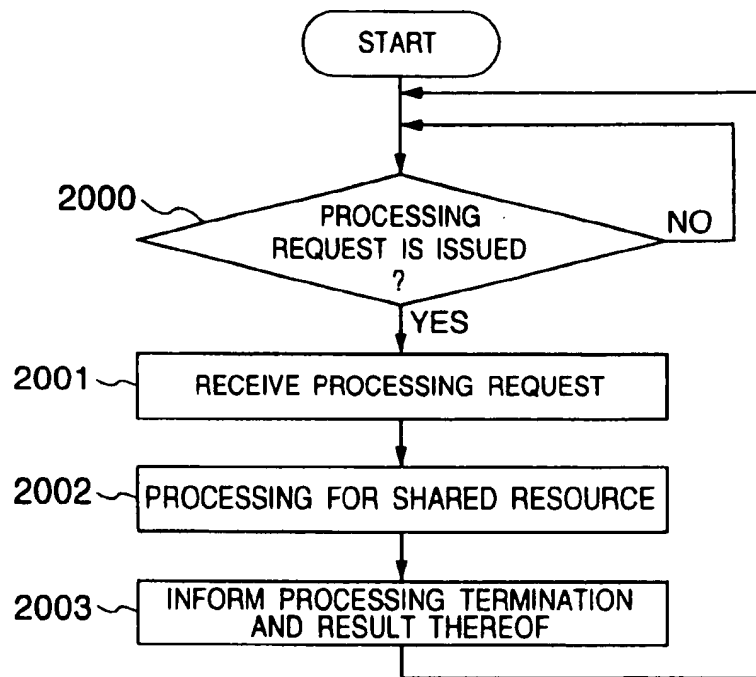 START
2000
PROCESSING
REQUEST IS ISSUED
?
NO
YES
2001
RECEIVE PROCESSING REQUEST
2002
PROCESSING FOR SHARED RESOURCE
2003
INFORM PROCESSING TERMINATION
AND RESULT THEREOF